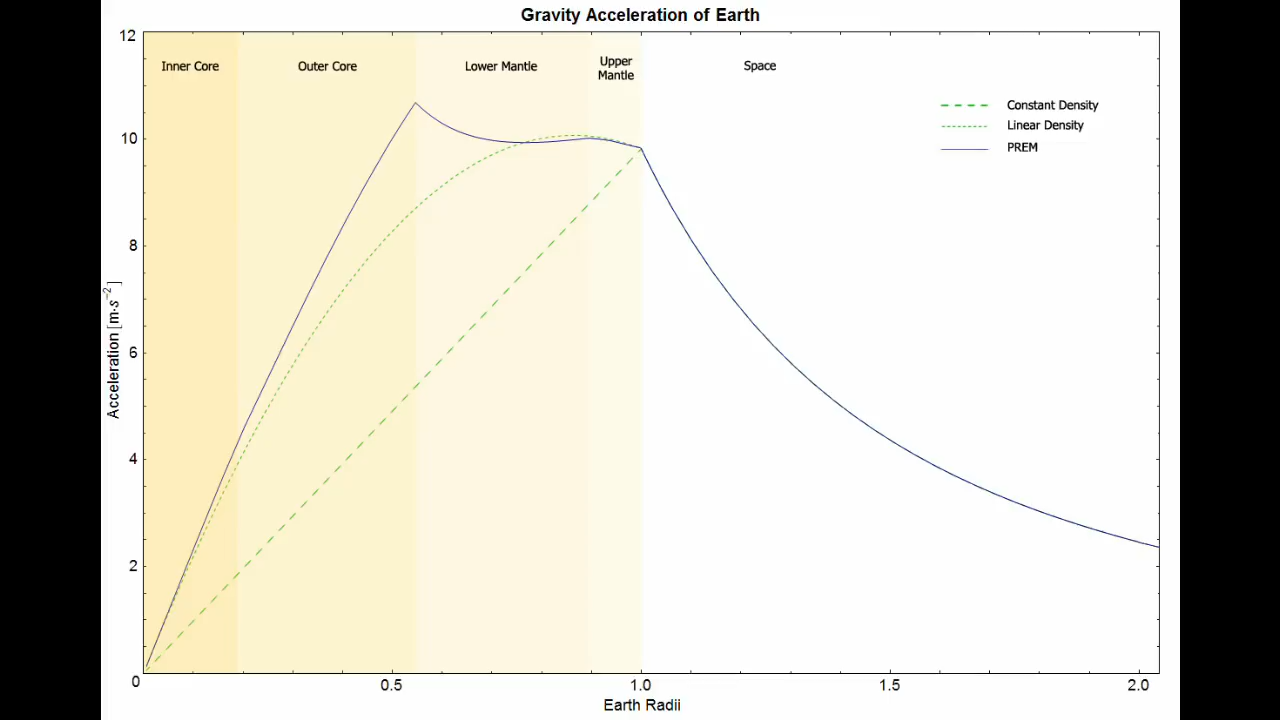 Gravity Acceleration of Earth
12
Inner Core
Outer Core
Lower Mantle
Upper
Mantle
Space
Constant Density
Linear Density
PREM
10
8
6
4
2
0
Acceleration [m·s⁻²]
0.5
1.0
1.5
2.0
Earth Radii